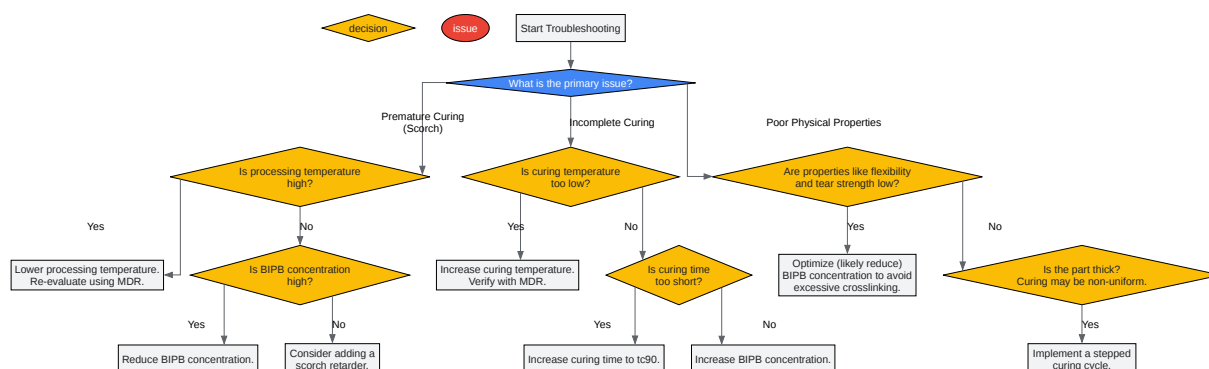 decision
issue
Start Troubleshooting
What is the primary issue?
Premature Curing
(Scorch)
Incomplete Curing
Poor Physical Properties
Is processing temperature
high?
Is curing temperature
too low?
Are properties like flexibility
and tear strength low?
Yes
No
Yes
No
Yes
No
Lower processing temperature.
Re-evaluate using MDR.
Is BIPB concentration
high?
Increase curing temperature.
Verify with MDR.
Is curing time
too short?
Optimize (likely reduce)
BIPB concentration to avoid
excessive crosslinking.
Is the part thick?
Curing may be non-uniform.
Yes
No
Yes
No
Yes
Reduce BIPB concentration.
Consider adding a
scorch retarder.
Increase curing time to tc90.
Increase BIPB concentration.
Implement a stepped
curing cycle.